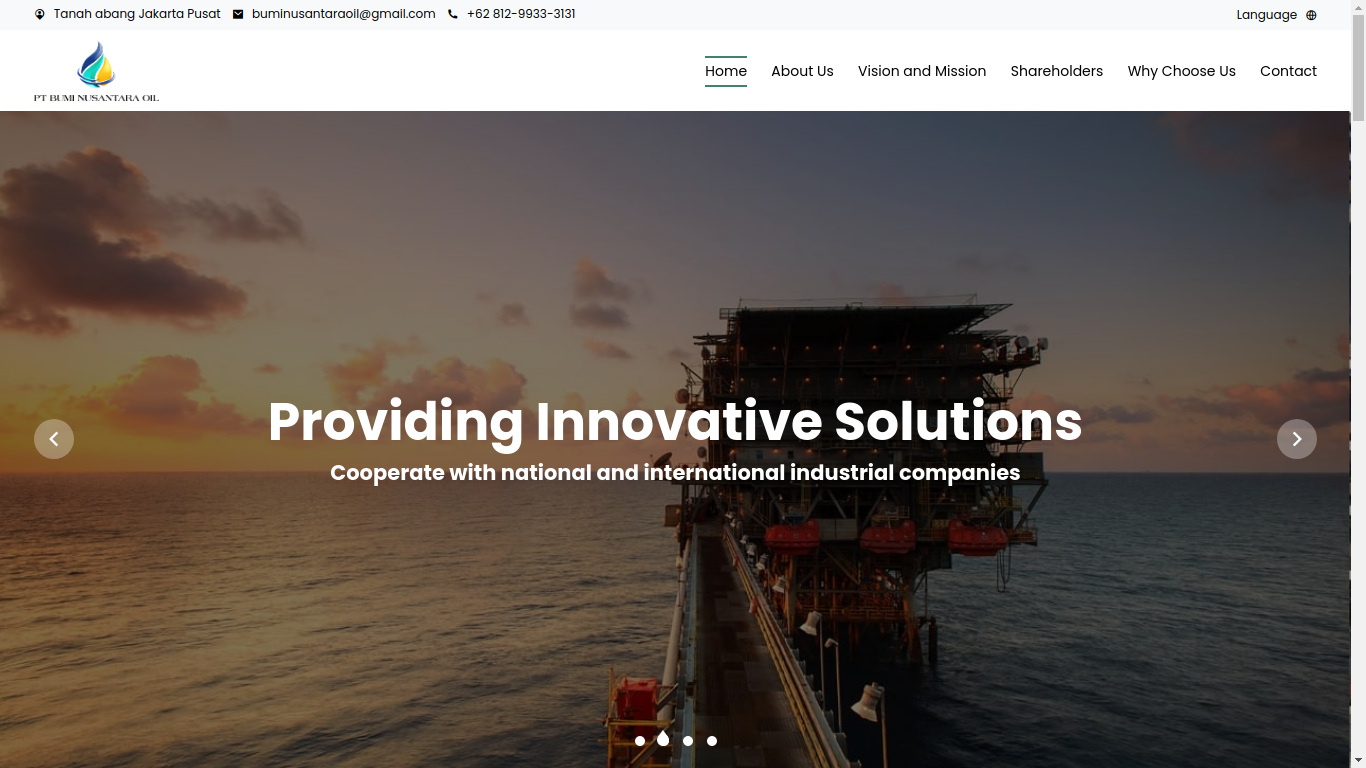 Tanah abang Jakarta Pusat buminusantaraoil@gmail.com +62 812-9933-3131 Language
PT BUMI NUSANTARA OIL
Home About Us Vision and Mission Shareholders Why Choose Us Contact
Providing Innovative Solutions
Cooperate with national and international industrial companies